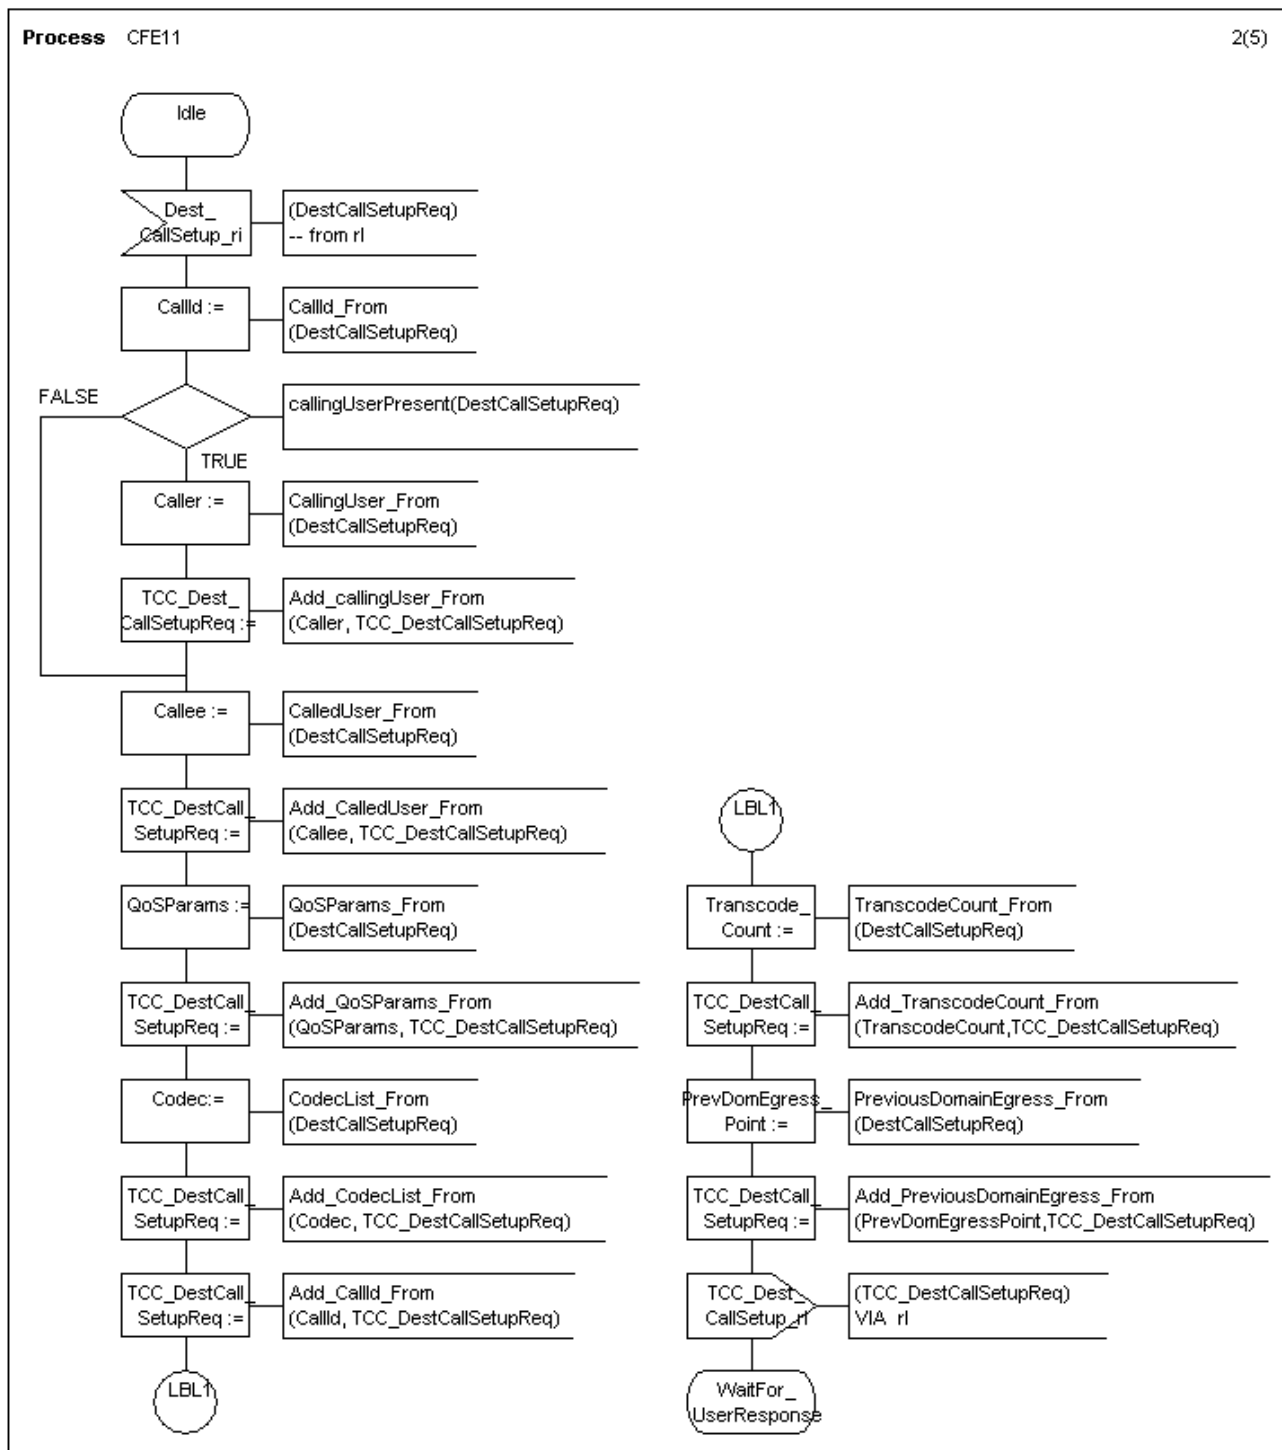 Process CFE11 2(5)
Idle
Dest_
CallSetup_ri
(DestCallSetupReq)
-- from rl
CallId :=
CallId_From
(DestCallSetupReq)
FALSE
callingUserPresent(DestCallSetupReq)
TRUE
Caller :=
CallingUser_From
(DestCallSetupReq)
TCC_Dest_
CallSetupReq :=
Add_callingUser_From
(Caller, TCC_DestCallSetupReq)
Callee :=
CalledUser_From
(DestCallSetupReq)
TCC_DestCall_
SetupReq :=
Add_CalledUser_From
(Callee, TCC_DestCallSetupReq)
QoSParams :=
QoSParams_From
(DestCallSetupReq)
TCC_DestCall_
SetupReq :=
Add_QoSParams_From
(QoSParams, TCC_DestCallSetupReq)
Codec:=
CodecList_From
(DestCallSetupReq)
TCC_DestCall_
SetupReq :=
Add_CodecList_From
(Codec, TCC_DestCallSetupReq)
TCC_DestCall_
SetupReq :=
Add_CallId_From
(CallId, TCC_DestCallSetupReq)
LBL1
LBL1
Transcode_
Count :=
TranscodeCount_From
(DestCallSetupReq)
TCC_DestCall_
SetupReq :=
Add_TranscodeCount_From
(TranscodeCount,TCC_DestCallSetupReq)
PrevDomEgress_
Point :=
PreviousDomainEgress_From
(DestCallSetupReq)
TCC_DestCall_
SetupReq :=
Add_PreviousDomainEgress_From
(PrevDomEgressPoint,TCC_DestCallSetupReq)
TCC_Dest_
CallSetup_rl
(TCC_DestCallSetupReq)
VIA rl
WaitFor_
UserResponse